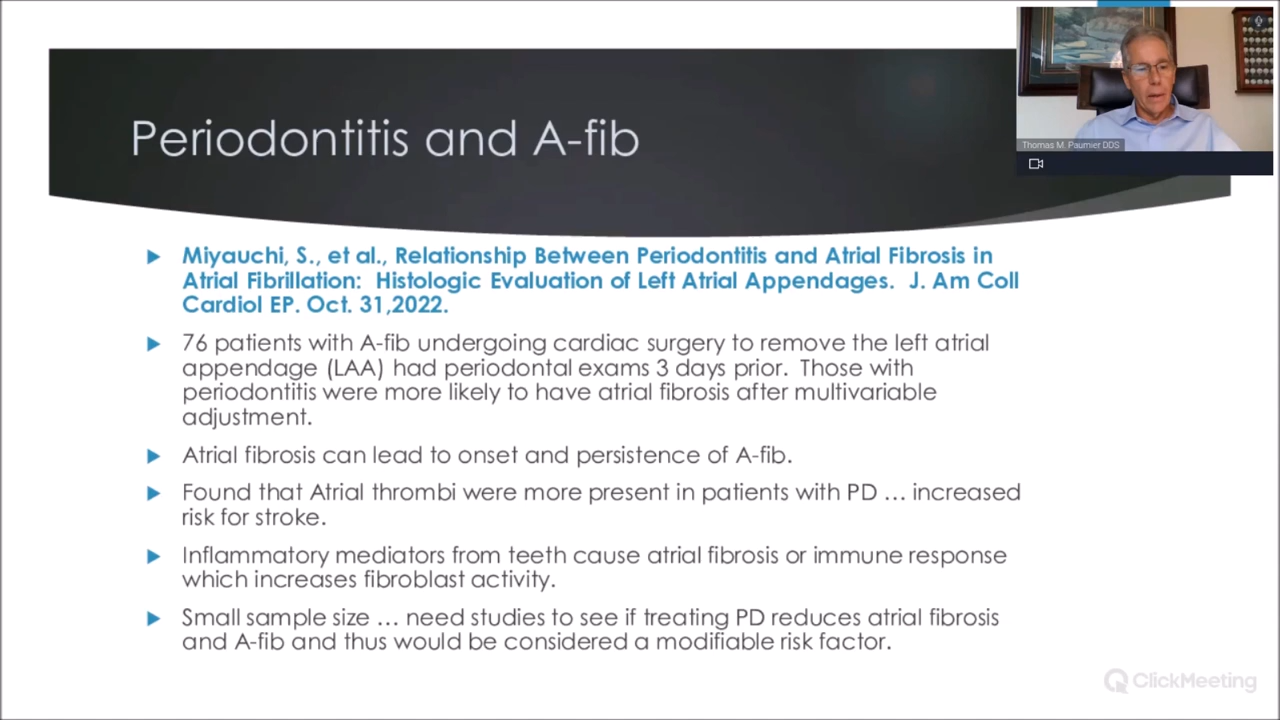 Thomas M. Paumier DDS
Periodontitis and A-fib
Miyauchi, S., et al., Relationship Between Periodontitis and Atrial Fibrosis in
Atrial Fibrillation: Histologic Evaluation of Left Atrial Appendages. J. Am Coll
Cardiol EP. Oct. 31,2022.
76 patients with A-fib undergoing cardiac surgery to remove the left atrial
appendage (LAA) had periodontal exams 3 days prior. Those with
periodontitis were more likely to have atrial fibrosis after multivariable
adjustment.
Atrial fibrosis can lead to onset and persistence of A-fib.
Found that Atrial thrombi were more present in patients with PD … increased
risk for stroke.
Inflammatory mediators from teeth cause atrial fibrosis or immune response
which increases fibroblast activity.
Small sample size … need studies to see if treating PD reduces atrial fibrosis
and A-fib and thus would be considered a modifiable risk factor.
ClickMeeting